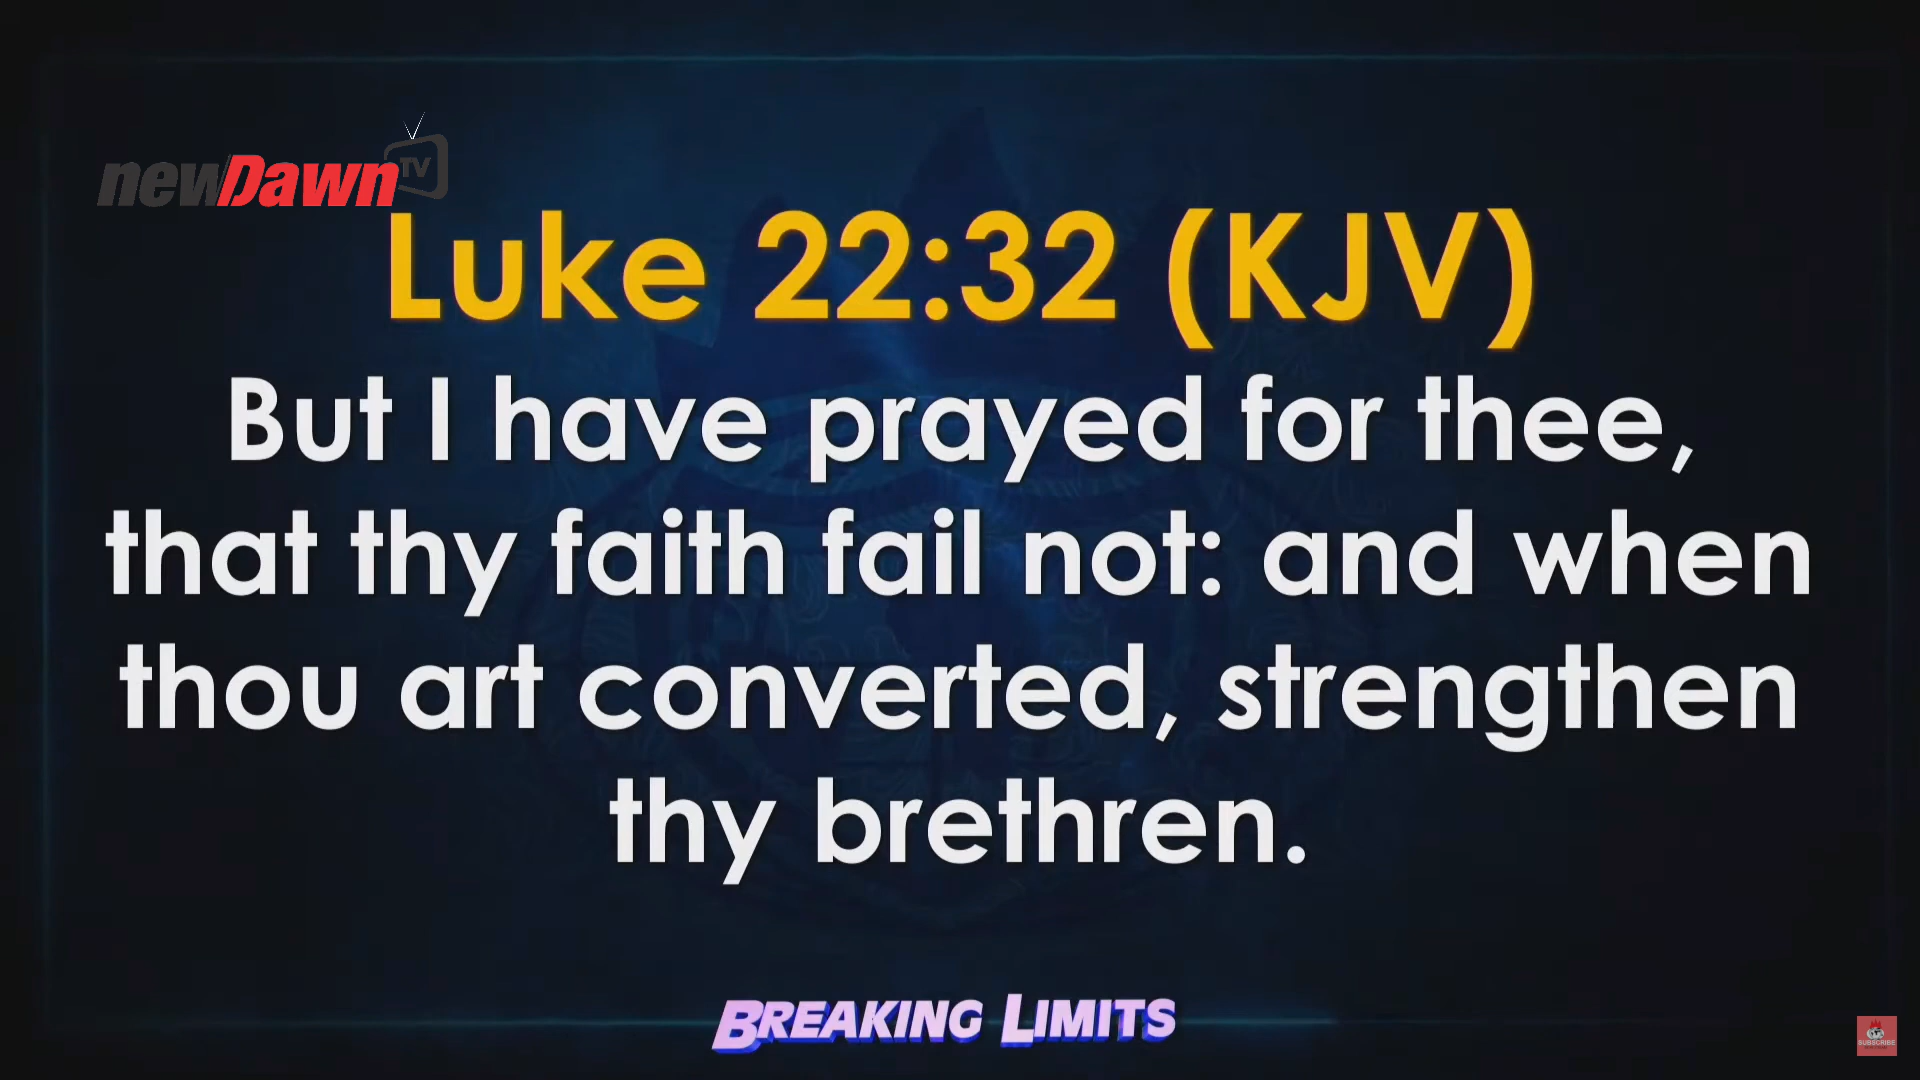 newDawn TV
Luke 22:32 (KJV)
But I have prayed for thee,
that thy faith fail not: and when
thou art converted, strengthen
thy brethren.
BREAKING LIMITS
SUBSCRIBE